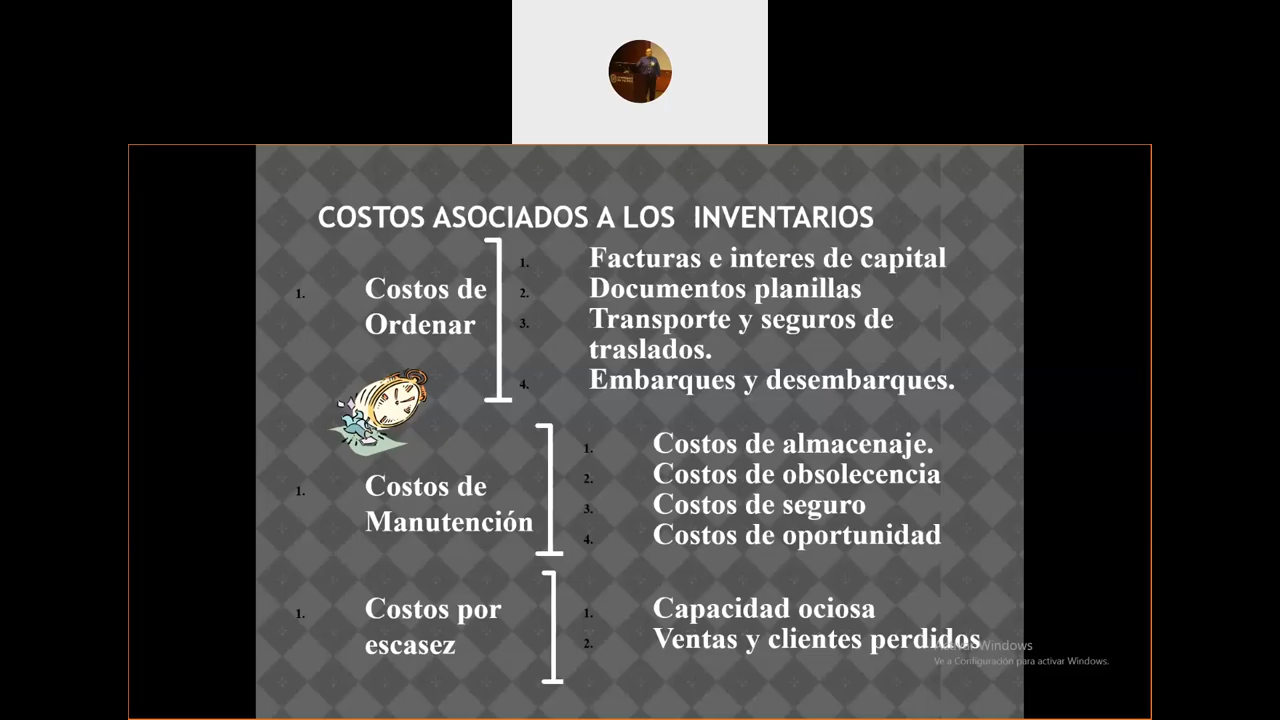 COSTOS ASOCIADOS A LOS INVENTARIOS
1. Costos de
Ordenar
1. Facturas e interes de capital
2. Documentos planillas
3. Transporte y seguros de
traslados.
4. Embarques y desembarques.
1. Costos de
Manutención
1. Costos de almacenaje.
2. Costos de obsolecencia
3. Costos de seguro
4. Costos de oportunidad
1. Costos por
escasez
1. Capacidad ociosa
2. Ventas y clientes perdidos
Activar Windows
Ve a Configuración para activar Windows.